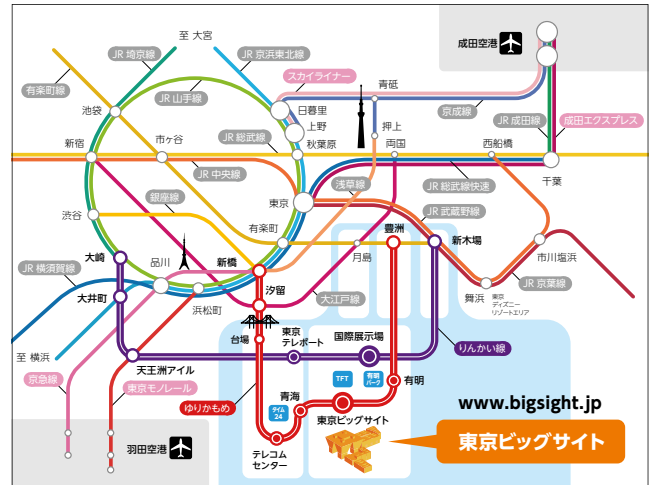 至 大宮
JR 埼京線
JR 京浜東北線
成田空港
スカイライナー
有楽町線
JR 山手線
青砥
京成線
池袋
日暮里
上野
JR 成田線
成田エクスプレス
押上
新宿
市ヶ谷
JR 総武線
秋葉原
両国
西船橋
JR 中央線
浅草線
JR 総武線快速
千葉
銀座線
東京
渋谷
JR 武蔵野線
有楽町
豊洲
新木場
大崎
品川
新橋
月島
市川塩浜
JR 横須賀線
汐留
大江戸線
舞浜
東京
ディズニー
リゾートエリア
JR 京葉線
大井町
浜松町
台場
東京
テレポート
国際展示場
りんかい線
至 横浜
天王洲アイル
京急線
東京モノレール
TFT
有明
パーク
有明
ゆりかもめ
タイム
24
青海
www.bigsight.jp
東京ビッグサイト
東京ビッグサイト
羽田空港
テレコム
センター